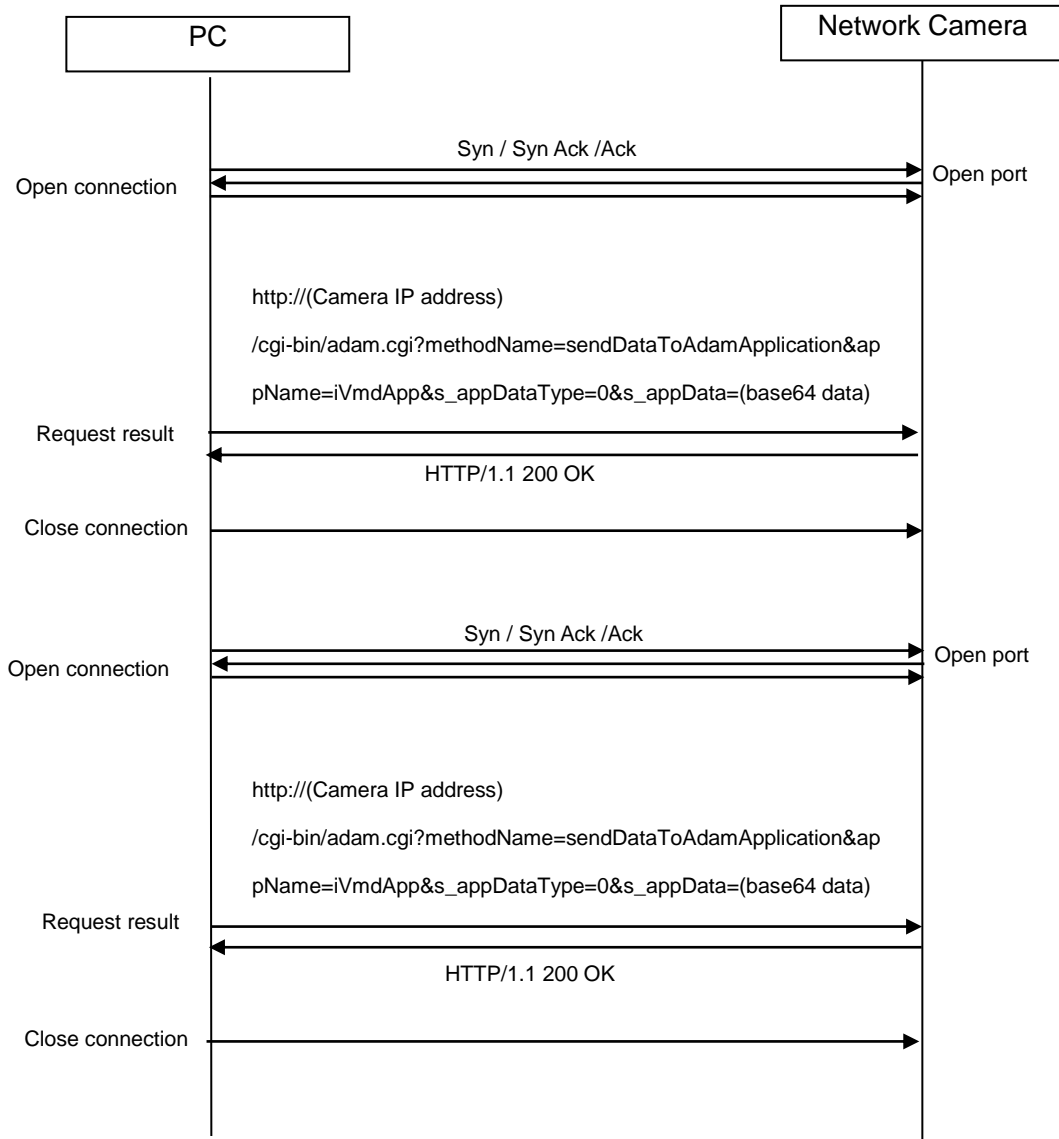 PC
Network Camera
Syn / Syn Ack /Ack
Open connection
Open port
http://(Camera IP address)
/cgi-bin/adam.cgi?methodName=sendDataToAdamApplication&ap
pName=iVmdApp&s_appDataType=0&s_appData=(base64 data)
Request result
HTTP/1.1 200 OK
Close connection
Syn / Syn Ack /Ack
Open connection
Open port
http://(Camera IP address)
/cgi-bin/adam.cgi?methodName=sendDataToAdamApplication&ap
pName=iVmdApp&s_appDataType=0&s_appData=(base64 data)
Request result
HTTP/1.1 200 OK
Close connection